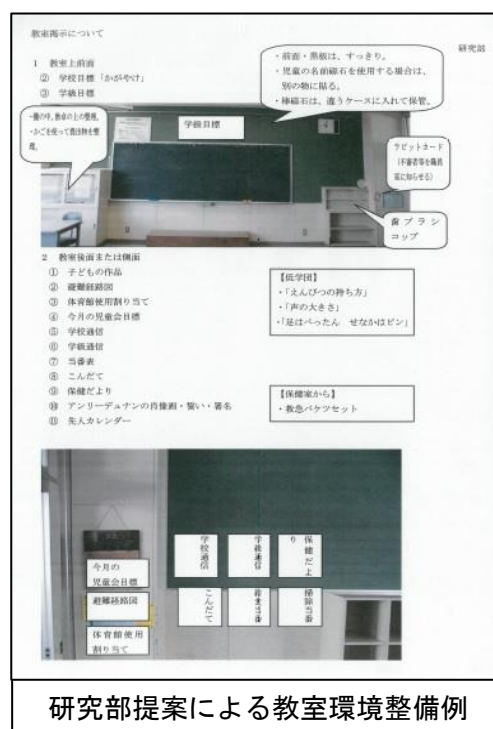 教室掲示について
研究部
1 教室上前面
② 学校目標「かがやけ」
③ 学級目標
・前面・黒板は、すっきり。
・児童の名前磁石を使用する場合は、
別の物に貼る。
・棒磁石は、違うケースに入れて保管。
・棚の中、教卓の上の整理。
・かごを使って提出物を整
理。
学級目標
ラビットカード
(不審者等を職員
室に知らせる)
歯ブラシ
コップ
2 教室後面または側面
① 子どもの作品
② 避難経路図
③ 体育館使用割り当て
④ 今月の児童会目標
⑤ 学校通信
⑥ 学級通信
⑦ 当番表
⑧ こんだて
⑨ 保健だより
⑩ アンリーデュナンの肖像画・誓い・署名
⑪ 先人カレンダー
【低学団】
・「えんぴつの持ち方」
・「声の大きさ」
・「足はぺったん せなかはピン」
【保健室から】
・救急バケツセット
今月の
児童会目標
避難経路図
体育館使用
割り当て
学校通信
学級通信
保健だよ
り
こんだて
給食当番
掃除当番
研究部提案による教室環境整備例